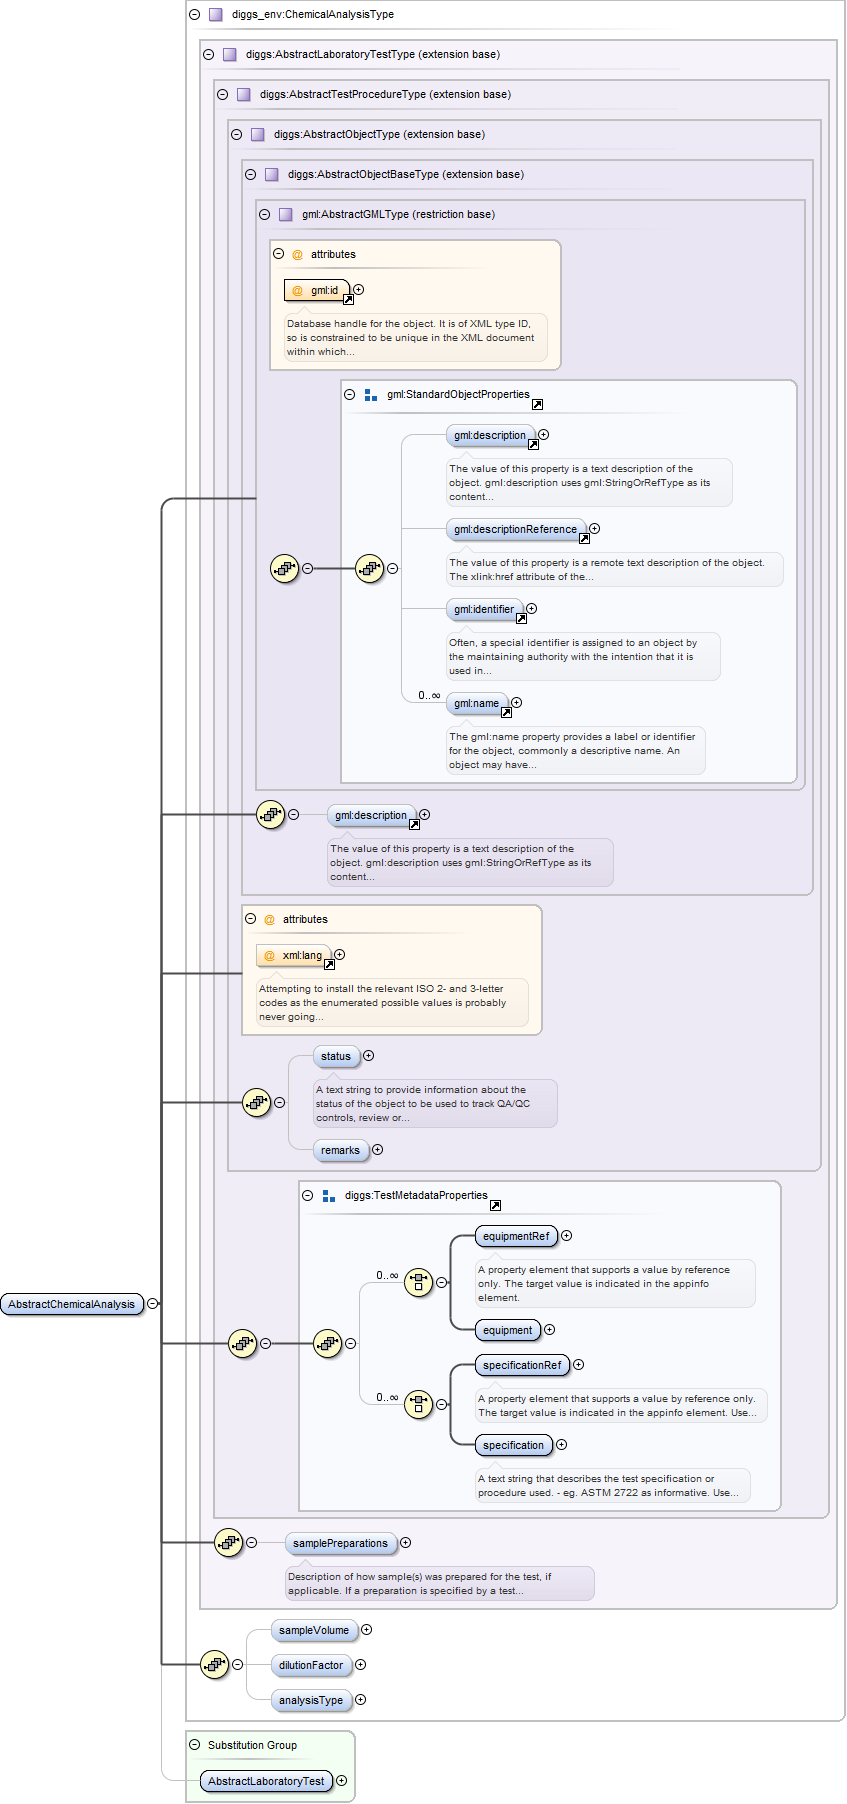 diggs_env:ChemicalAnalysisType
diggs:AbstractLaboratoryTestType (extension base)
diggs:AbstractTestProcedureType (extension base)
diggs:AbstractObjectType (extension base)
diggs:AbstractObjectBaseType (extension base)
gml:AbstractGMLType (restriction base)
@ attributes
@ gml:id
Database handle for the object. It is of XML type ID,
so is constrained to be unique in the XML document
within which...
gml:StandardObjectProperties
gml:description
The value of this property is a text description of the
object. gml:description uses gml:StringOrRefType as its
content...
gml:descriptionReference
The value of this property is a remote text description of the object.
The xlink:href attribute of the...
gml:identifier
Often, a special identifier is assigned to an object by
the maintaining authority with the intention that it is
used in...
0..∞
gml:name
The gml:name property provides a label or identifier
for the object, commonly a descriptive name. An
object may have...
gml:description
The value of this property is a text description of the
object. gml:description uses gml:StringOrRefType as its
content...
@ attributes
@ xml:lang
Attempting to install the relevant ISO 2- and 3-letter
codes as the enumerated possible values is probably
never going...
status
A text string to provide information about the
status of the object to be used to track QA/QC
controls, review or...
remarks
diggs:TestMetadataProperties
equipmentRef
0..∞
A property element that supports a value by reference
only. The target value is indicated in the appinfo
element.
AbstractChemicalAnalysis
equipment
specificationRef
0..∞
A property element that supports a value by reference only.
The target value is indicated in the appinfo element. Use...
specification
A text string that describes the test specification or
procedure used. - eg. ASTM 2722 as informative. Use...
samplePreparations
Description of how sample(s) was prepared for the test, if
applicable. If a preparation is specified by a test...
sampleVolume
dilutionFactor
analysisType
Substitution Group
AbstractLaboratoryTest